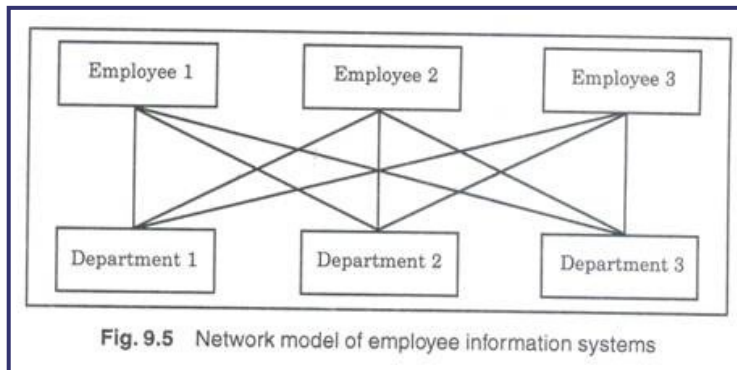 Employee 1
Employee 2
Employee 3
Department 1
Department 2
Department 3
Fig. 9.5 Network model of employee information systems